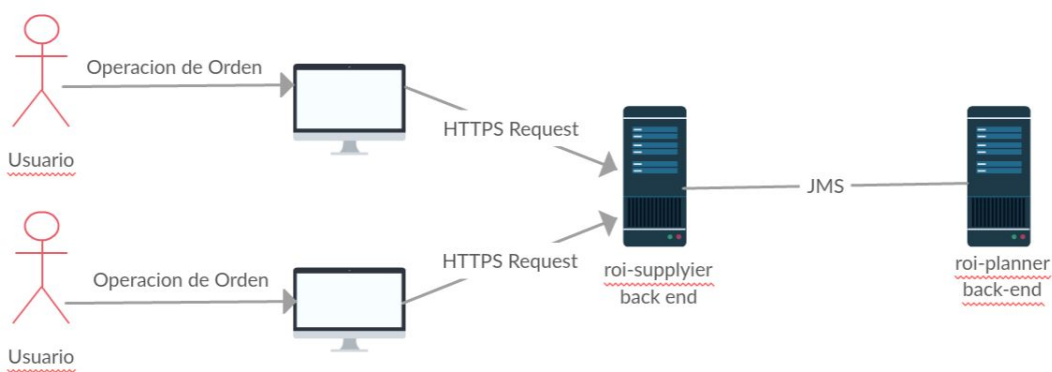 Operacion de Orden
HTTPS Request
Usuario
JMS
Operacion de Orden
HTTPS Request
roi-supplyier
back end
roi-planner
back-end
Usuario